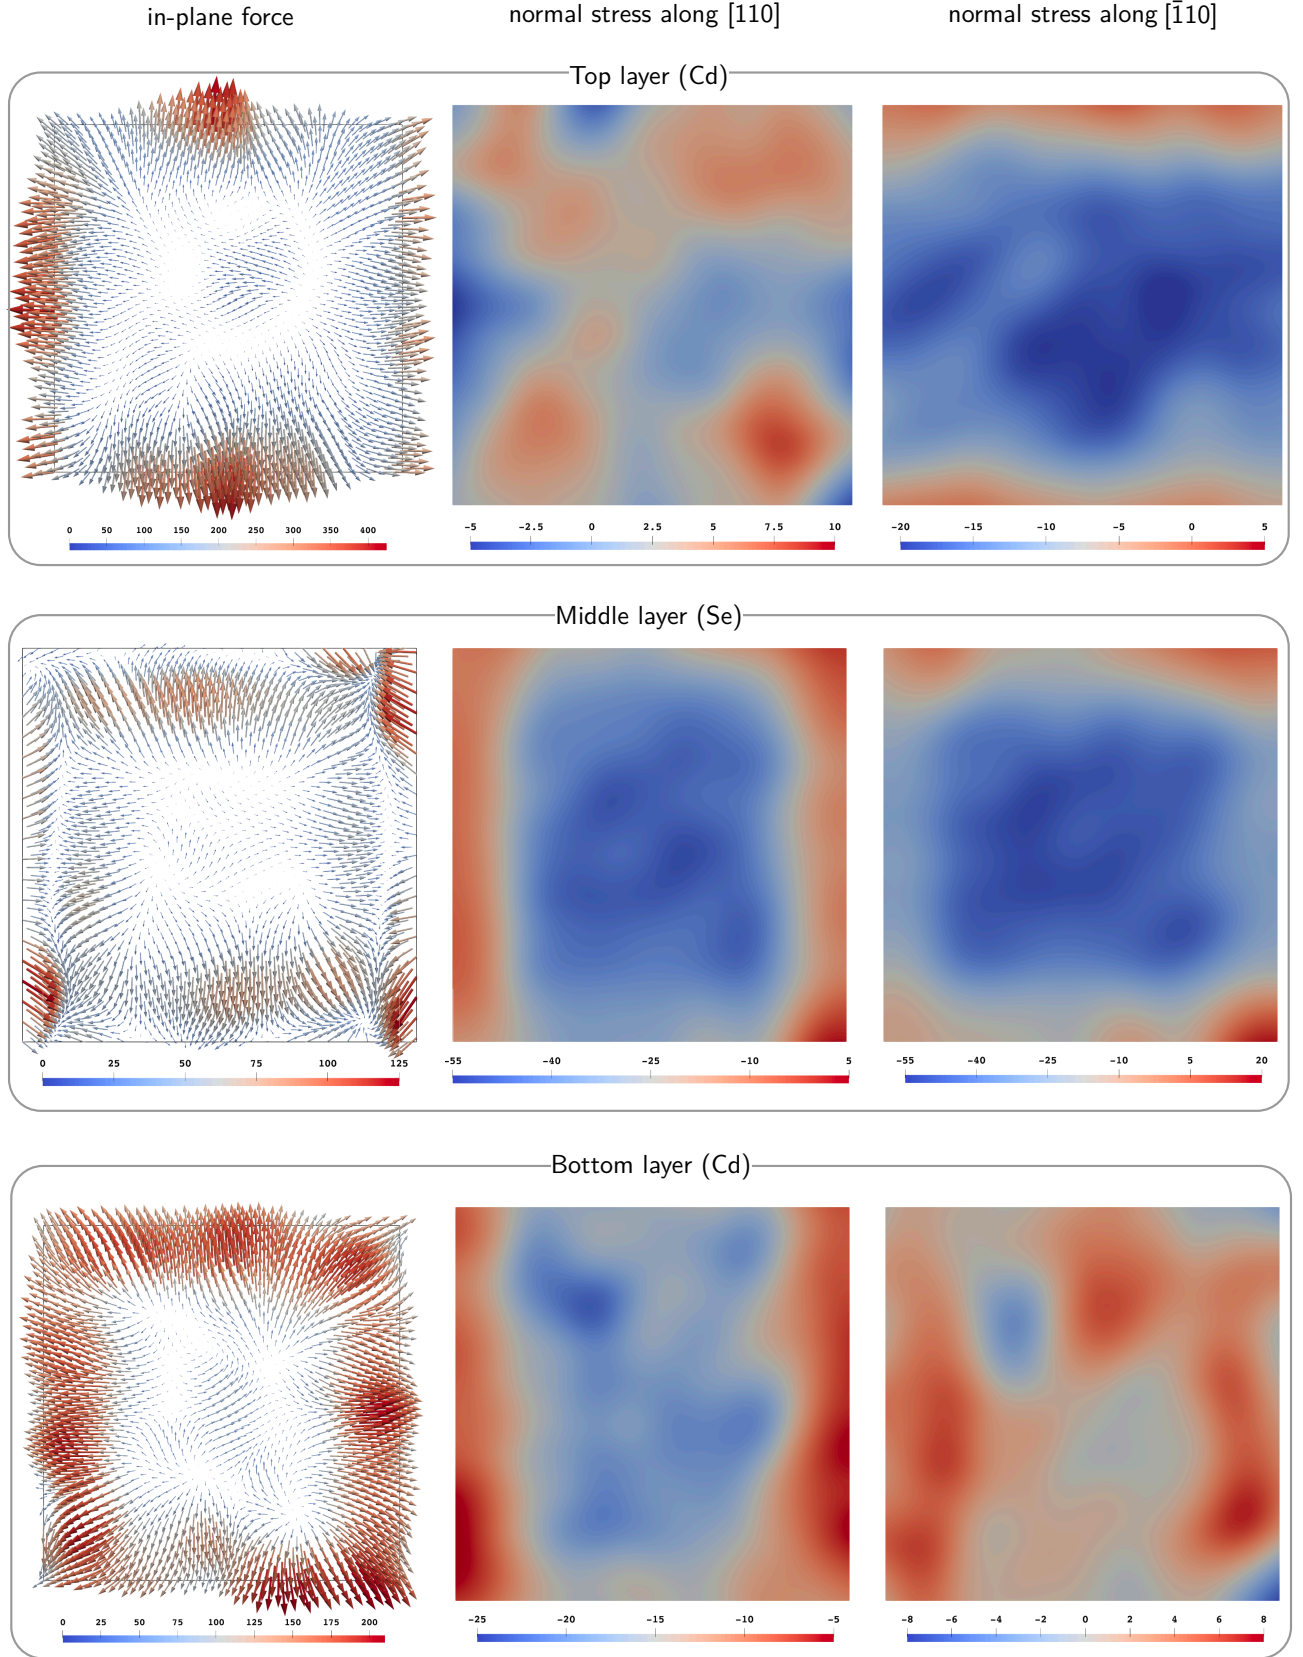 in-plane force normal stress along [110] normal stress along [1̄10]
Top layer (Cd)
0 50 100 150 200 250 300 350 400
-5 -2.5 0 2.5 5 7.5 10
-20 -15 -10 -5 0 5
Middle layer (Se)
0 25 50 75 100 125
-55 -40 -25 -10 5
-55 -40 -25 -10 5 20
Bottom layer (Cd)
0 25 50 75 100 125 150 175 200
-25 -20 -15 -10 -5
-8 -6 -4 -2 0 2 4 6 8